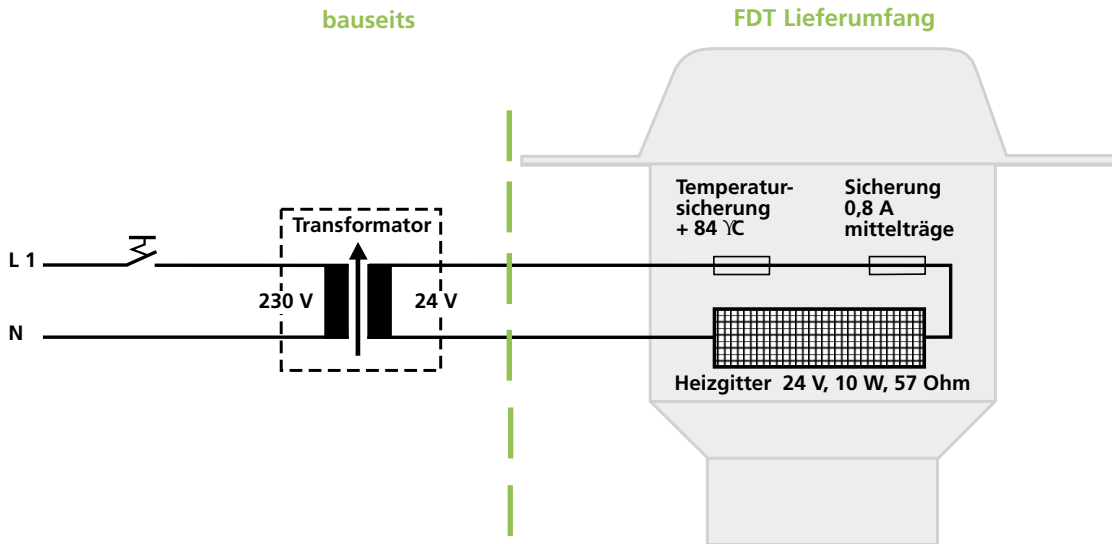 bauseits
FDT Lieferumfang
Temperatur-
sicherung
+ 84 °C
Sicherung
0,8 A
mittelträge
Transformator
L 1
230 V
24 V
N
Heizgitter 24 V, 10 W, 57 Ohm